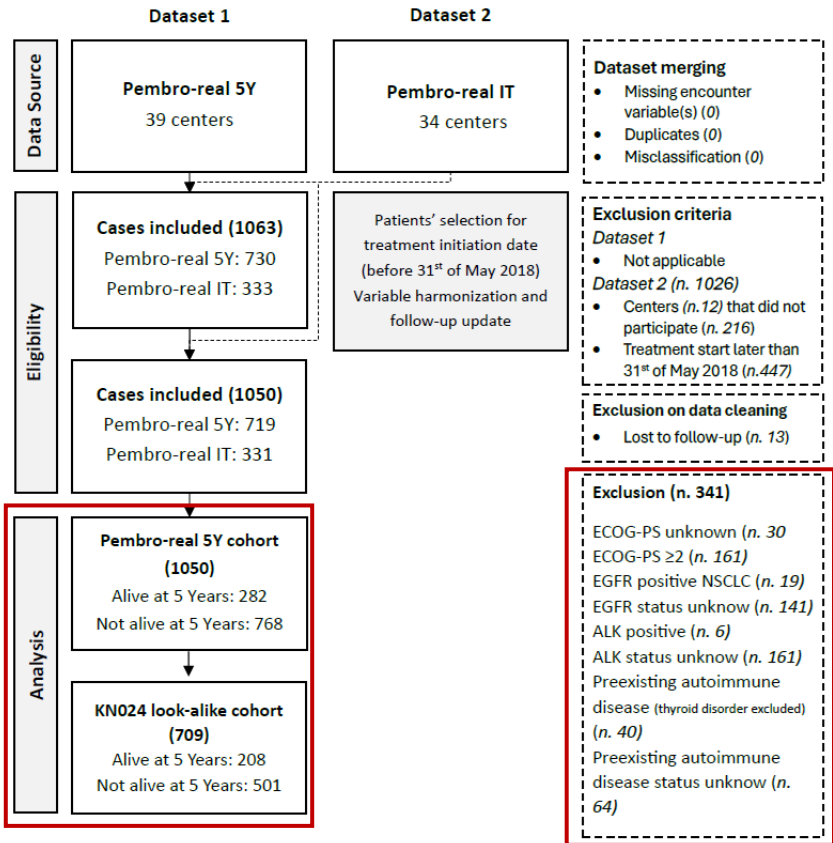 Dataset 1
Dataset 2
Data Source
Pembro-real 5Y
39 centers
Pembro-real IT
34 centers
Dataset merging
• Missing encounter
variable(s) (0)
• Duplicates (0)
• Misclassification (0)
Eligibility
Cases included (1063)
Pembro-real 5Y: 730
Pembro-real IT: 333
Patients’ selection for
treatment initiation date
(before 31st of May 2018)
Variable harmonization and
follow-up update
Exclusion criteria
Dataset 1
• Not applicable
Dataset 2 (n. 1026)
• Centers (n.12) that did not
participate (n. 216)
• Treatment start later than
31st of May 2018 (n.447)
Cases included (1050)
Pembro-real 5Y: 719
Pembro-real IT: 331
Exclusion on data cleaning
• Lost to follow-up (n. 13)
Analysis
Pembro-real 5Y cohort
(1050)
Alive at 5 Years: 282
Not alive at 5 Years: 768
KN024 look-alike cohort
(709)
Alive at 5 Years: 208
Not alive at 5 Years: 501
Exclusion (n. 341)
ECOG-PS unknown (n. 30
ECOG-PS ≥2 (n. 161)
EGFR positive NSCLC (n. 19)
EGFR status unknow (n. 141)
ALK positive (n. 6)
ALK status unknow (n. 161)
Preexisting autoimmune
disease (thyroid disorder excluded)
(n. 40)
Preexisting autoimmune
disease status unknow (n.
64)